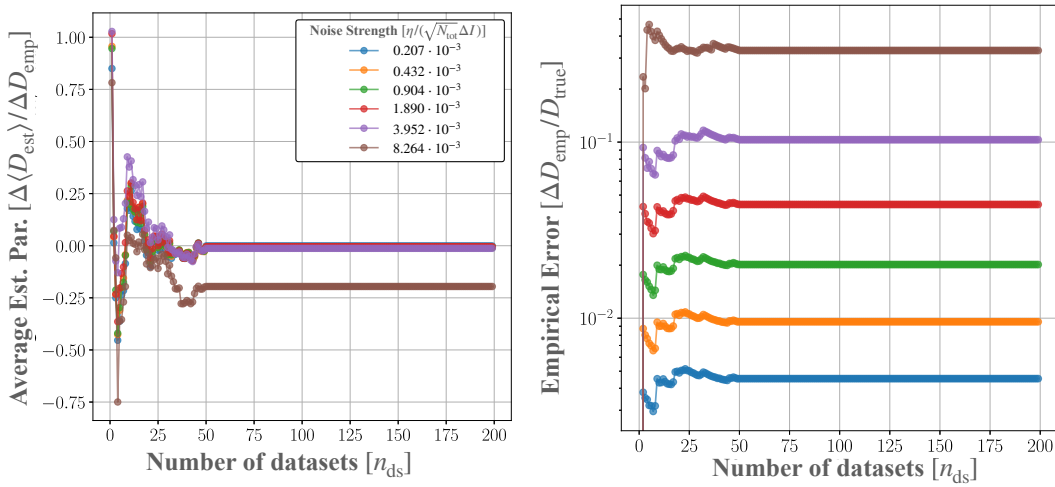 Average Est. Par. [Δ⟨D_est⟩/ΔD_emp]
1.00
0.75
0.50
0.25
0.00
−0.25
−0.50
−0.75
Noise Strength [η/(√N_tot ΔI)]
0.207 · 10^−3
0.432 · 10^−3
0.904 · 10^−3
1.890 · 10^−3
3.952 · 10^−3
8.264 · 10^−3
0 25 50 75 100 125 150 175 200
Number of datasets [n_ds]
Empirical Error [ΔD_emp/D_true]
10^−1
10^−2
0 25 50 75 100 125 150 175 200
Number of datasets [n_ds]